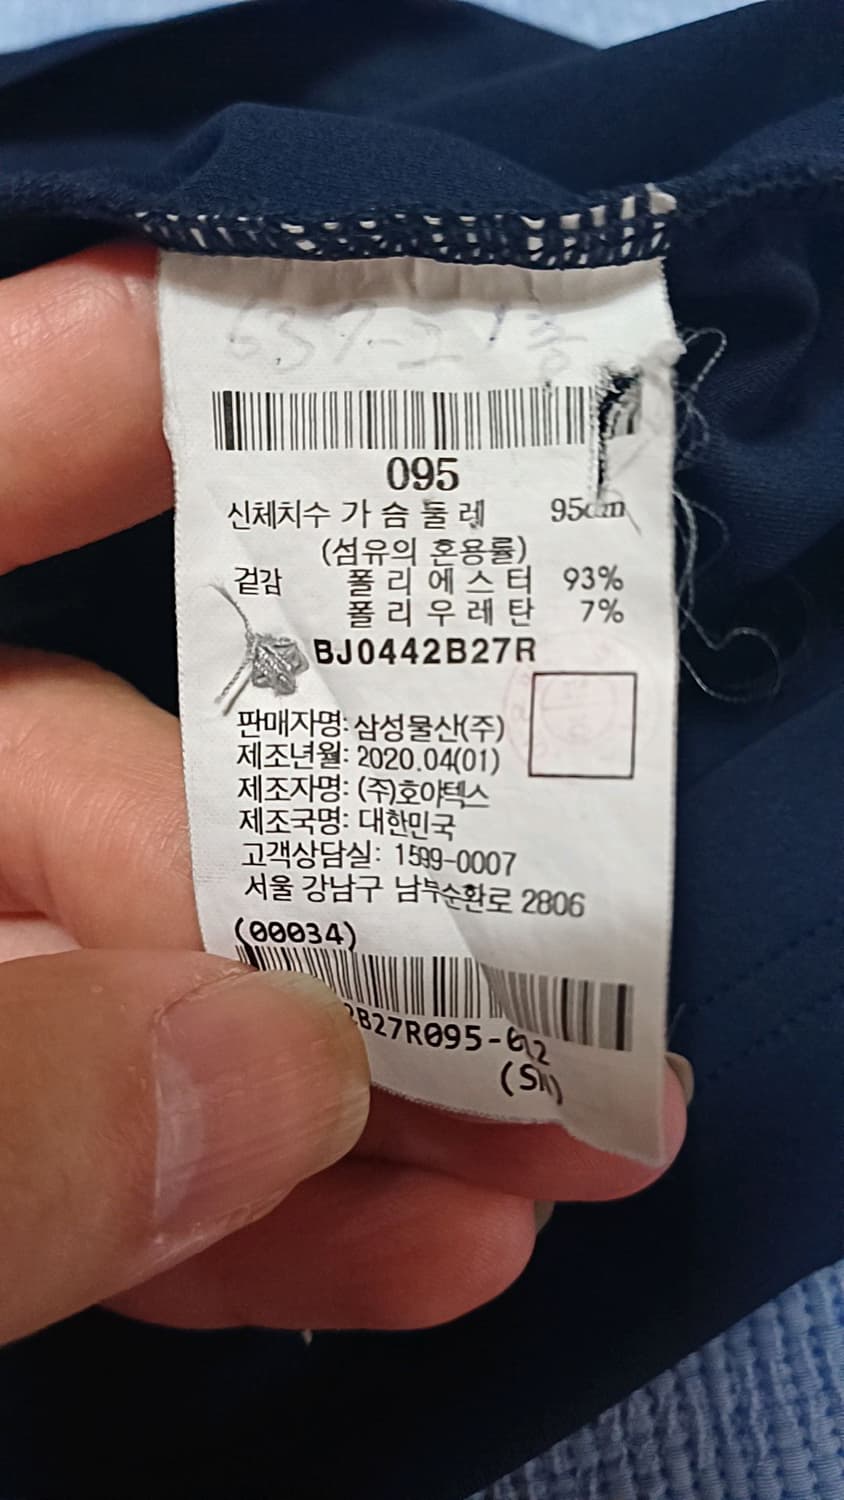 637-2
095
신체치수 가 슴 둘 레 95cm
(섬유의 혼용률)
겉감 폴 리 에 스 터 93%
폴 리 우 레 탄 7%
BJ0442B27R
판매자명: 삼성물산(주)
제조년월: 2020.04(01)
제조자명: (주)호야텍스
제조국명: 대한민국
고객상담실: 1599-0007
서울 강남구 남부순환로 2806
(00034)